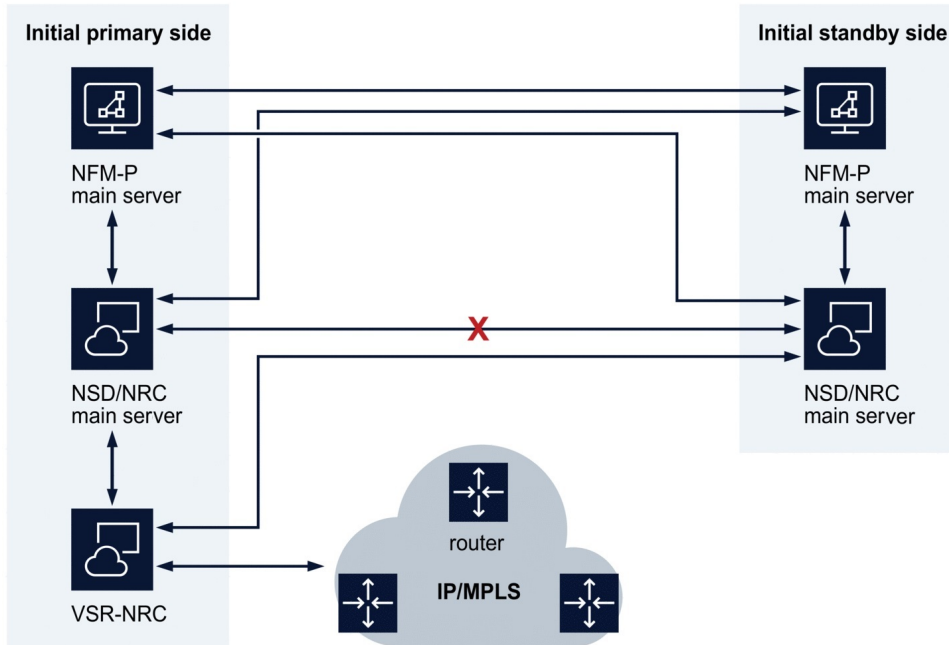 Initial primary side
Initial standby side
NFM-P
main server
NFM-P
main server
X
NSD/NRC
main server
NSD/NRC
main server
router
IP/MPLS
VSR-NRC